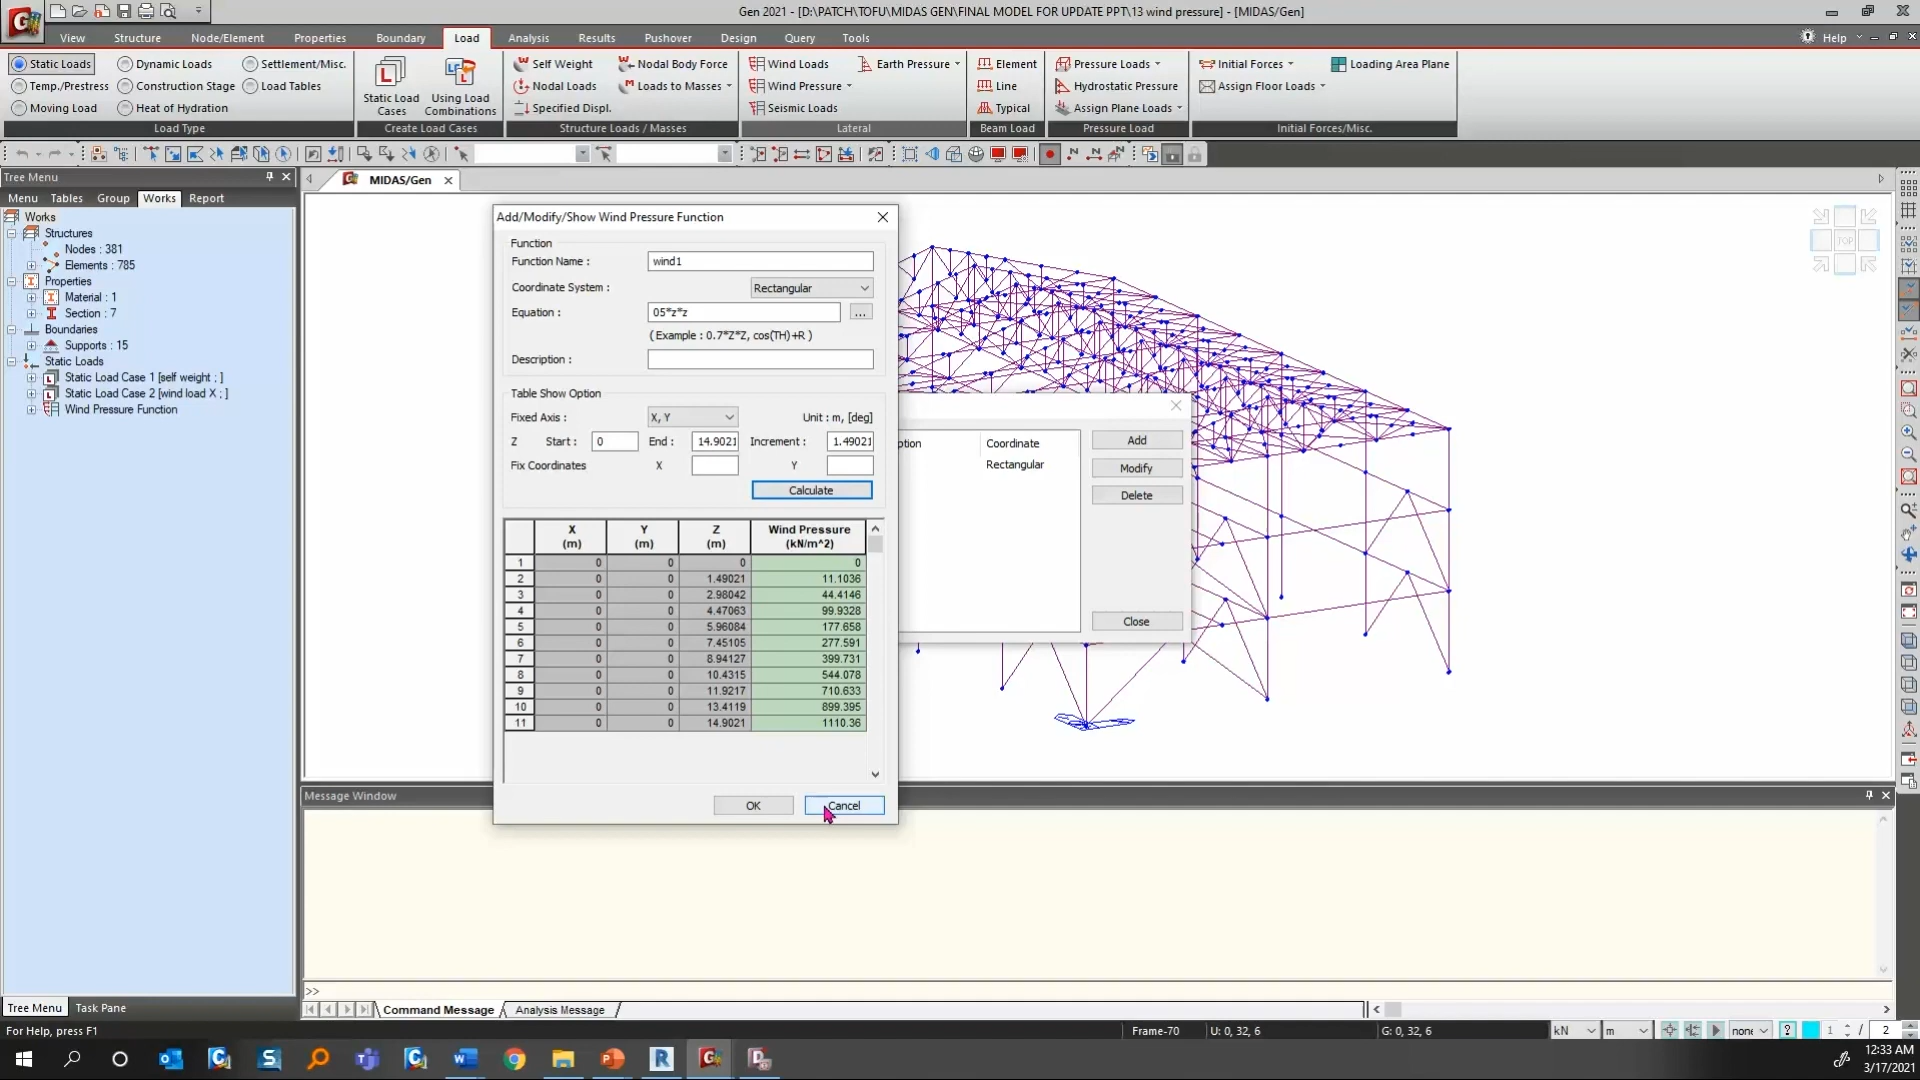 Gen 2021 - [D:\PATCH\TOFU\MIDAS GEN\FINAL MODEL FOR UPDATE PPT\13 wind pressure] - [MIDAS/Gen]
View Structure Node/Element Properties Boundary Load Analysis Results Pushover Design Query Tools Help
Static Loads Dynamic Loads Settlement/Misc.
Temp./Prestress Construction Stage Load Tables
Moving Load Heat of Hydration
Load Type
Static Load Cases
Using Load Combinations
Create Load Cases
Self Weight Nodal Body Force
Nodal Loads Loads to Masses
Specified Displ.
Structure Loads / Masses
Wind Loads Earth Pressure
Wind Pressure
Seismic Loads
Lateral
Element
Line
Typical
Beam Load
Pressure Loads
Hydrostatic Pressure
Assign Plane Loads
Pressure Load
Initial Forces Loading Area Plane
Assign Floor Loads
Initial Forces/Misc.
Tree Menu
Menu Tables Group Works Report
Works
Structures
Nodes : 381
Elements : 785
Properties
Material : 1
Section : 7
Boundaries
Supports : 15
Static Loads
Static Load Case 1 [self weight ; ]
Static Load Case 2 [wind load X ; ]
Wind Pressure Function
MIDAS/Gen
TOP
Add/Modify/Show Wind Pressure Function
Function
Function Name : wind1
Coordinate System : Rectangular
Equation : 05*z*z ...
( Example : 0.7*Z*Z, cos(TH)+R )
Description :
Table Show Option
Fixed Axis : X, Y Unit : m, [deg]
Z Start : 0 End : 14.9021 Increment : 1.49021
Fix Coordinates X Y
Calculate
X (m) Y (m) Z (m) Wind Pressure (kN/m^2)
1 0 0 0 0
2 0 0 1.49021 11.1036
3 0 0 2.98042 44.4146
4 0 0 4.47063 99.9328
5 0 0 5.96084 177.658
6 0 0 7.45105 277.591
7 0 0 8.94127 399.731
8 0 0 10.4315 544.078
9 0 0 11.9217 710.633
10 0 0 13.4119 899.395
11 0 0 14.9021 1110.36
OK Cancel
ption Coordinate
Rectangular
Add
Modify
Delete
Close
Message Window
>>
Command Message Analysis Message
Tree Menu Task Pane
For Help, press F1
Frame-70 U: 0, 32, 6 G: 0, 32, 6 kN m none ? 1 / 2
12:33 AM
3/17/2021